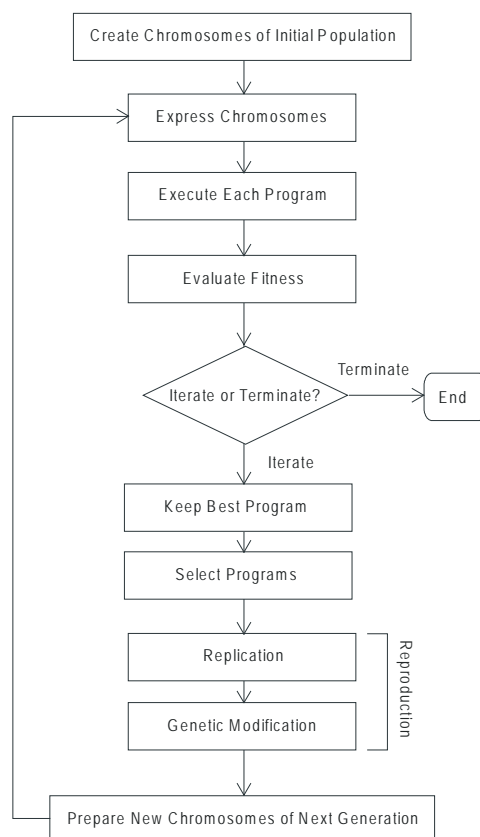 Create Chromosomes of Initial Population
Express Chromosomes
Execute Each Program
Evaluate Fitness
Terminate
Iterate or Terminate?
End
Iterate
Keep Best Program
Select Programs
Replication
Reproduction
Genetic Modification
Prepare New Chromosomes of Next Generation